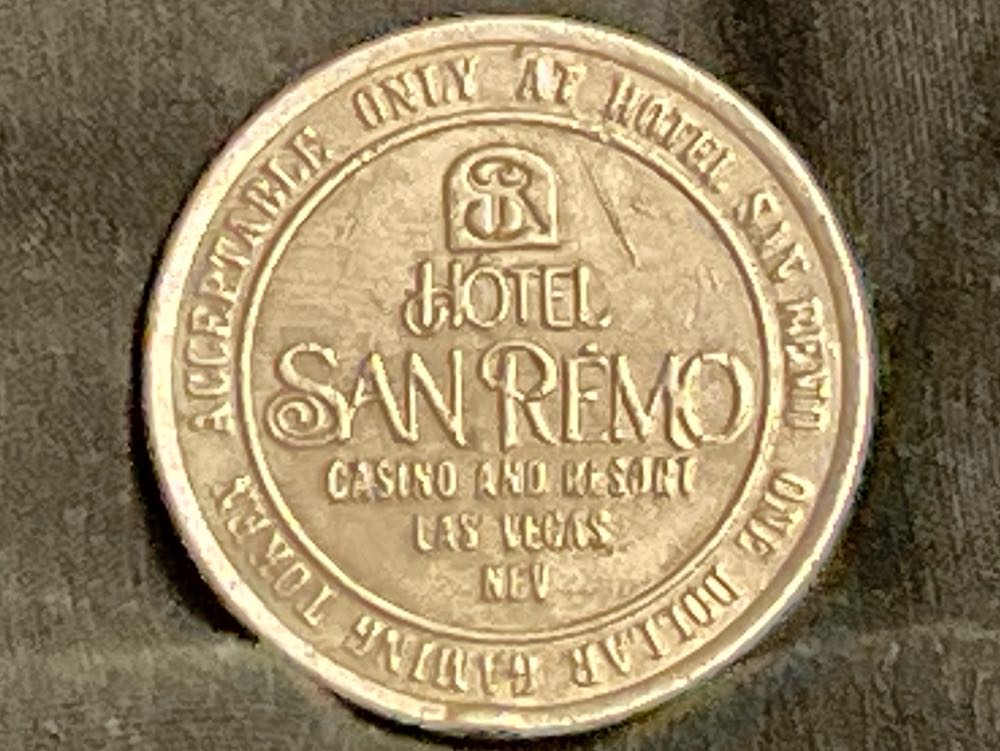 ACCEPTABLE ONLY AT HOTEL SAN REMO
SR
HOTEL
SAN RÉMO
CASINO AND RESORT
LAS VEGAS
NEV
ONE DOLLAR GAMING TOKEN